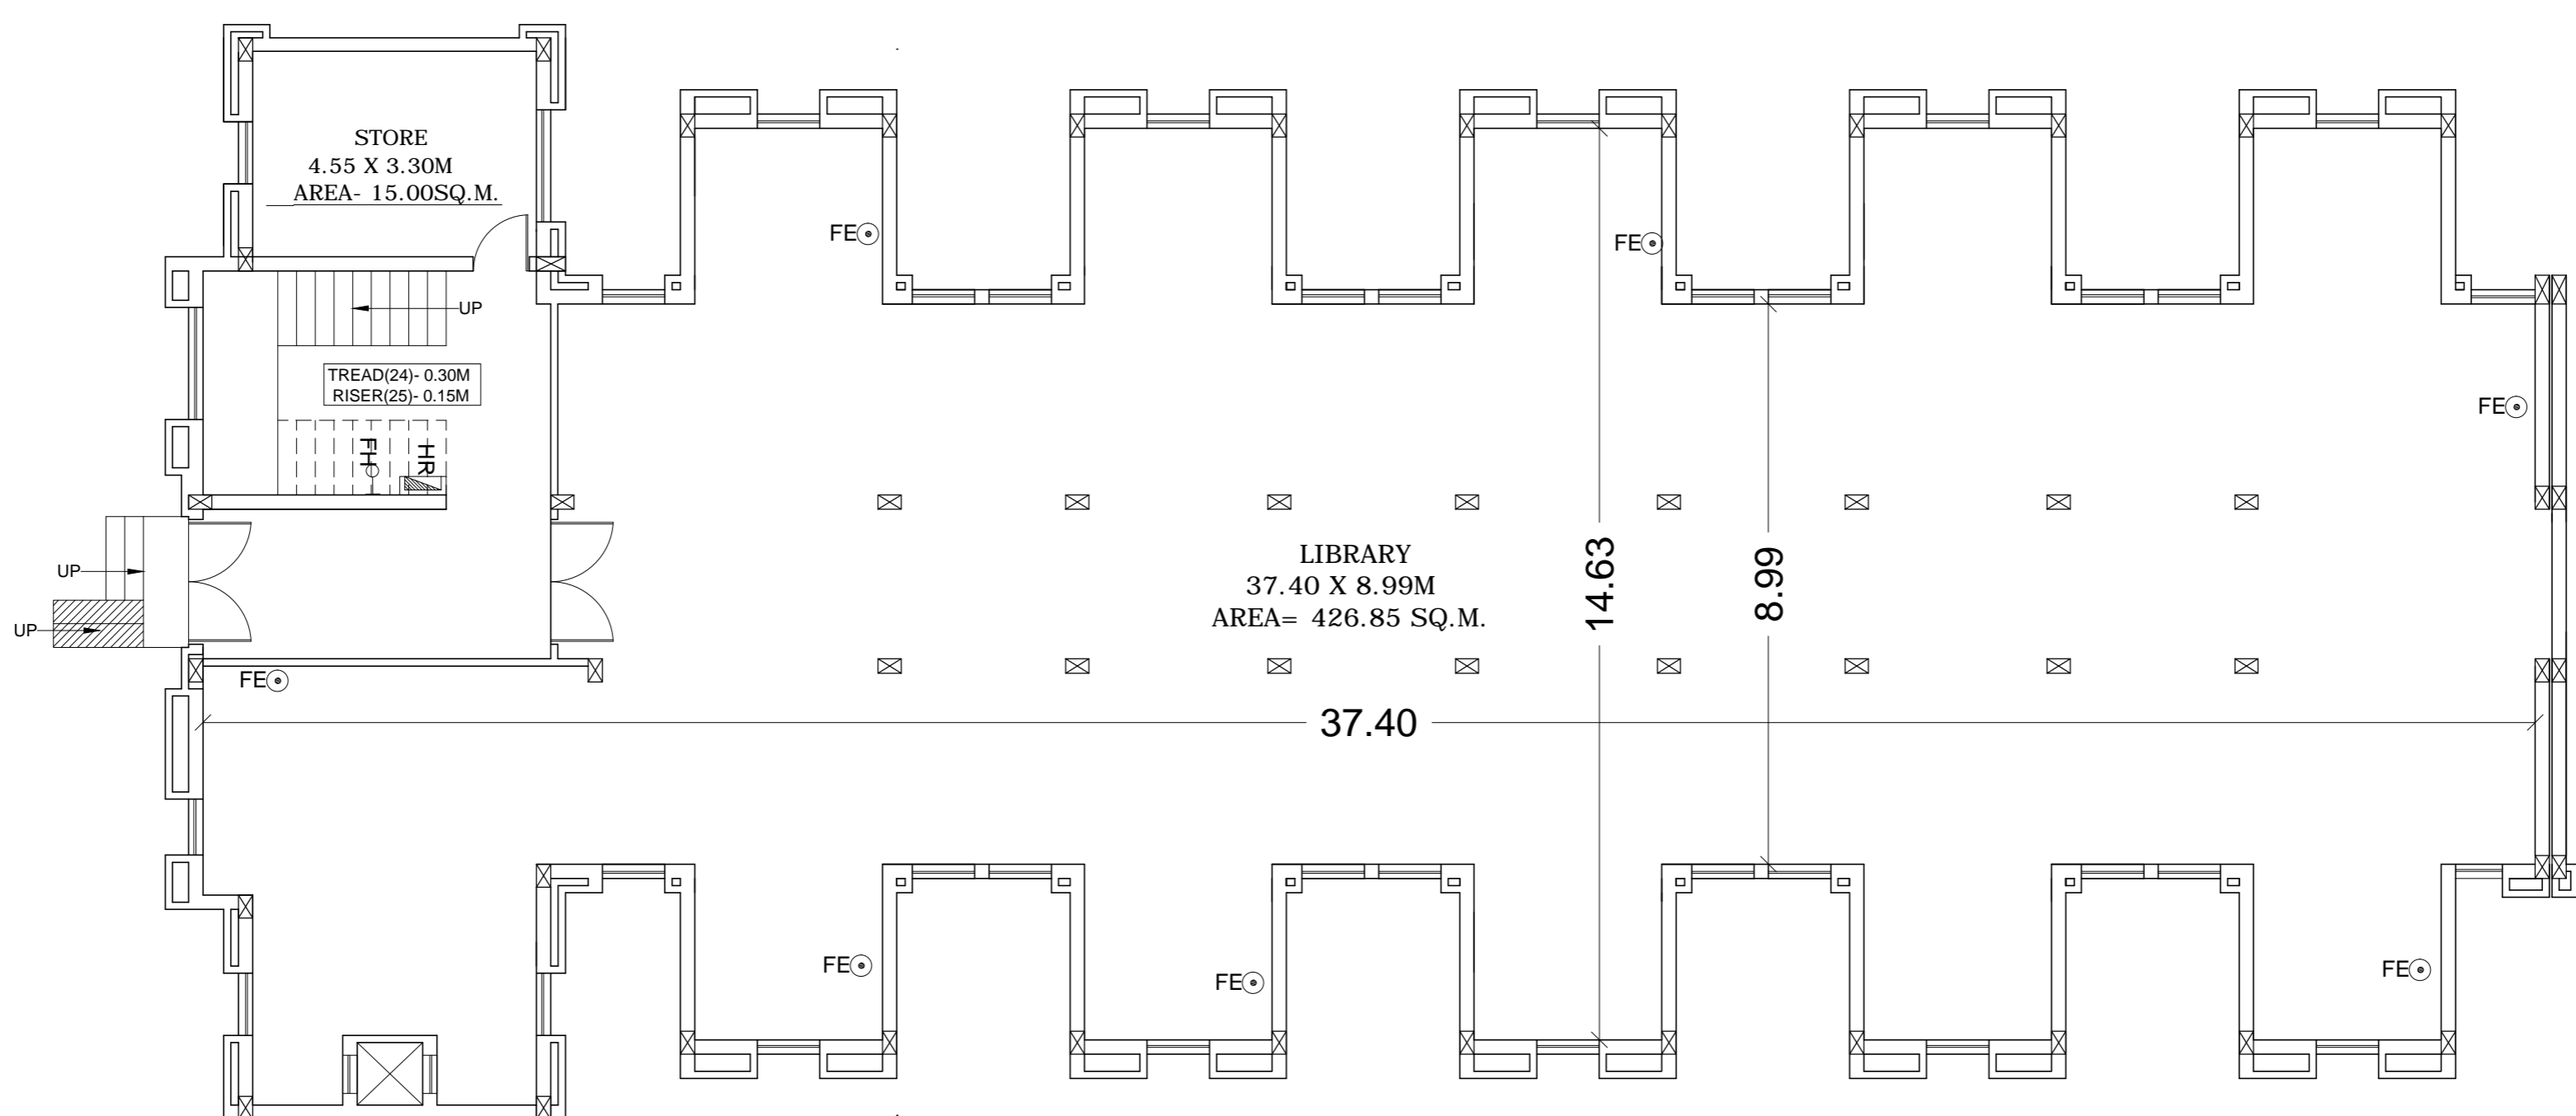 STORE
4.55 X 3.30M
AREA- 15.00SQ.M.
FE
FE
UP
TREAD(24)- 0.30M
RISER(25)- 0.15M
FE
FH
HR
LIBRARY
37.40 X 8.99M
AREA= 426.85 SQ.M.
14.63
8.99
UP
UP
FE
37.40
FE
FE
FE